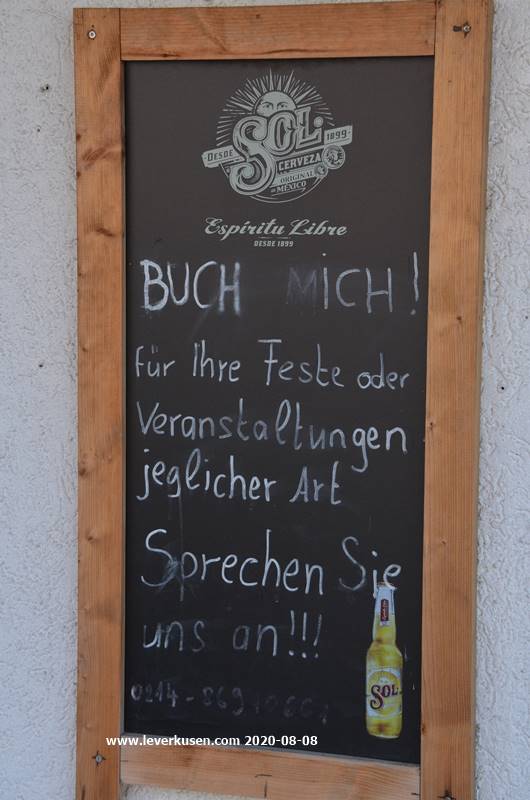 DESDE SOL 1899
CERVEZA
ORIGINAL
DE MÉXICO
Espíritu Libre
DESDE 1899
BUCH MICH!
für Ihre Feste oder
Veranstaltungen
jeglicher Art
Sprechen Sie
uns an!!!
SOL
www.leverkusen.com 2020-08-08